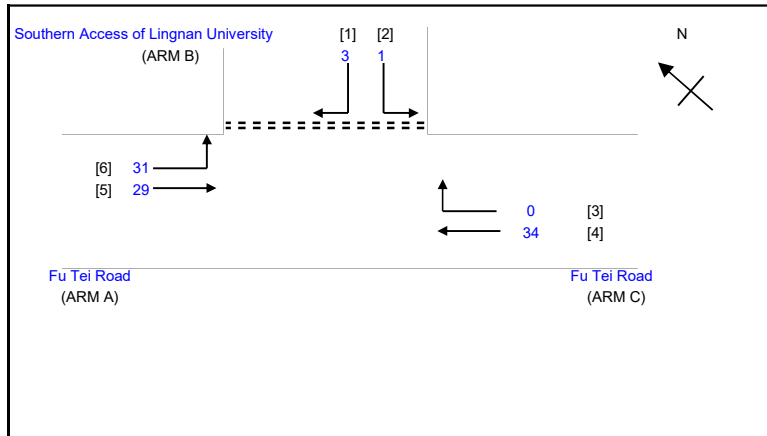 Southern Access of Lingnan University [1] [2] N
(ARM B) 3 1
[6] 31
[5] 29
0 [3]
34 [4]
Fu Tei Road Fu Tei Road
(ARM A) (ARM C)